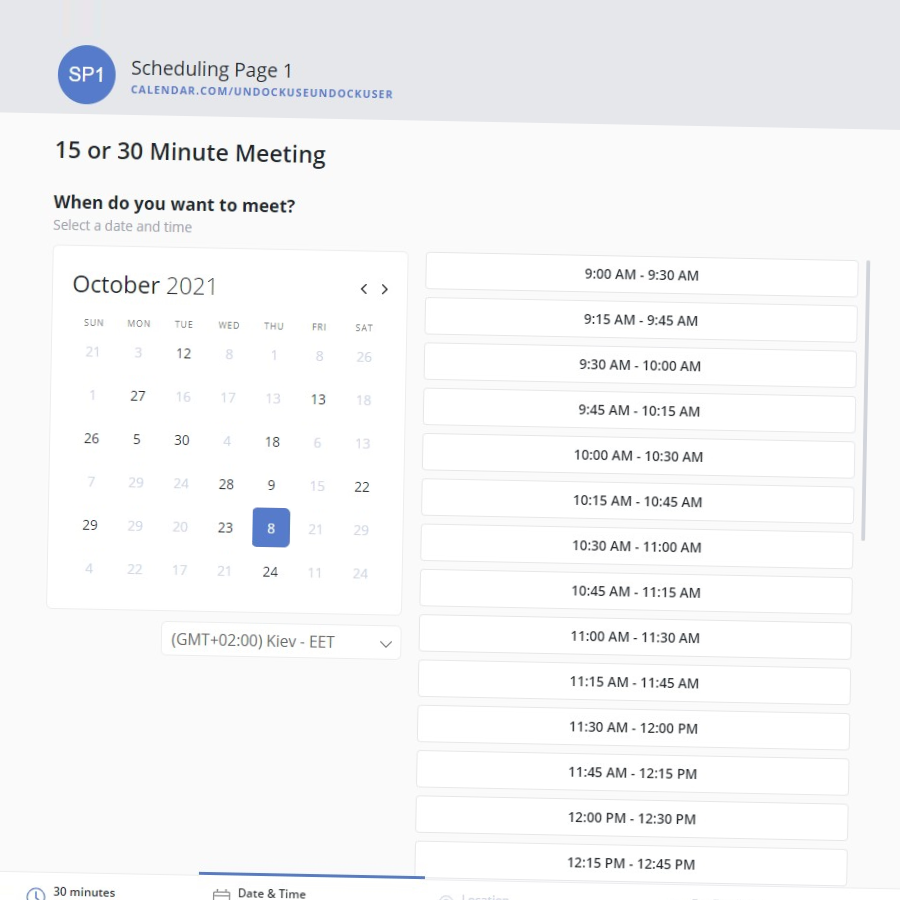 SP1
Scheduling Page 1
CALENDAR.COM/UNDOCKUSEUNDOCKUSER
15 or 30 Minute Meeting
When do you want to meet?
Select a date and time
October 2021
SUN MON TUE WED THU FRI SAT
21 3 12 8 1 8 26
1 27 16 17 13 13 18
26 5 30 4 18 6 13
7 29 24 28 9 15 22
29 29 20 23 8 21 29
4 22 17 21 24 11 24
(GMT+02:00) Kiev - EET
9:00 AM - 9:30 AM
9:15 AM - 9:45 AM
9:30 AM - 10:00 AM
9:45 AM - 10:15 AM
10:00 AM - 10:30 AM
10:15 AM - 10:45 AM
10:30 AM - 11:00 AM
10:45 AM - 11:15 AM
11:00 AM - 11:30 AM
11:15 AM - 11:45 AM
11:30 AM - 12:00 PM
11:45 AM - 12:15 PM
12:00 PM - 12:30 PM
12:15 PM - 12:45 PM
30 minutes
Date & Time
Location